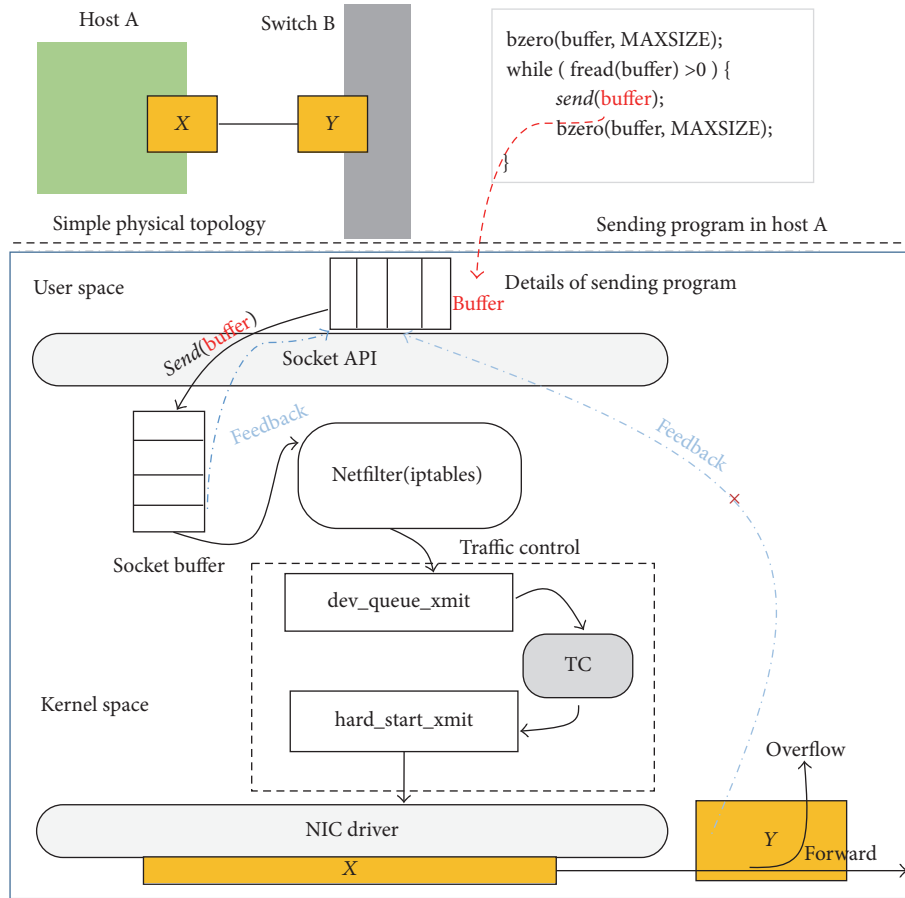 Host A
Switch B
X
Y
Simple physical topology
bzero(buffer, MAXSIZE);
while ( fread(buffer) >0 ) {
send(buffer);
bzero(buffer, MAXSIZE);
}
Sending program in host A
User space
Buffer
Details of sending program
Send(buffer)
Socket API
Feedback
Feedback
Netfilter(iptables)
Socket buffer
Traffic control
dev_queue_xmit
TC
Kernel space
hard_start_xmit
Overflow
NIC driver
Y
Forward
X